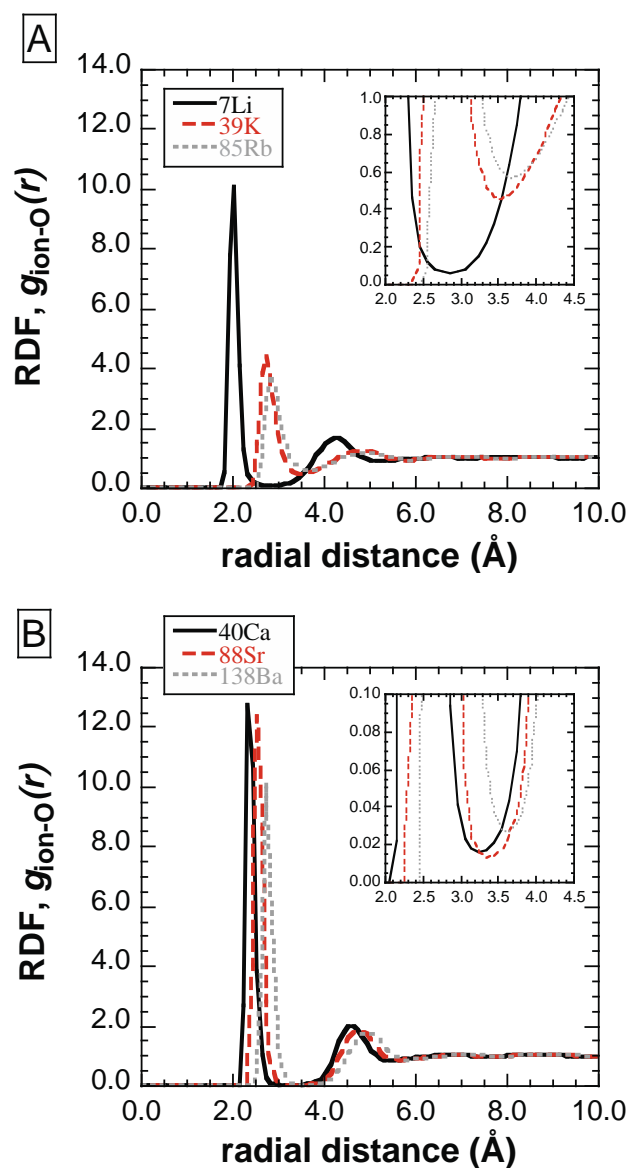 A
RDF, gion-O(r)
14.0
12.0
10.0
8.0
6.0
4.0
2.0
0.0
7Li
39K
85Rb
1.0
0.8
0.6
0.4
0.2
0.0
2.0 2.5 3.0 3.5 4.0 4.5
0.0 2.0 4.0 6.0 8.0 10.0
radial distance (Å)
B
RDF, gion-O(r)
14.0
12.0
10.0
8.0
6.0
4.0
2.0
0.0
40Ca
88Sr
138Ba
0.10
0.08
0.06
0.04
0.02
0.00
2.0 2.5 3.0 3.5 4.0 4.5
0.0 2.0 4.0 6.0 8.0 10.0
radial distance (Å)